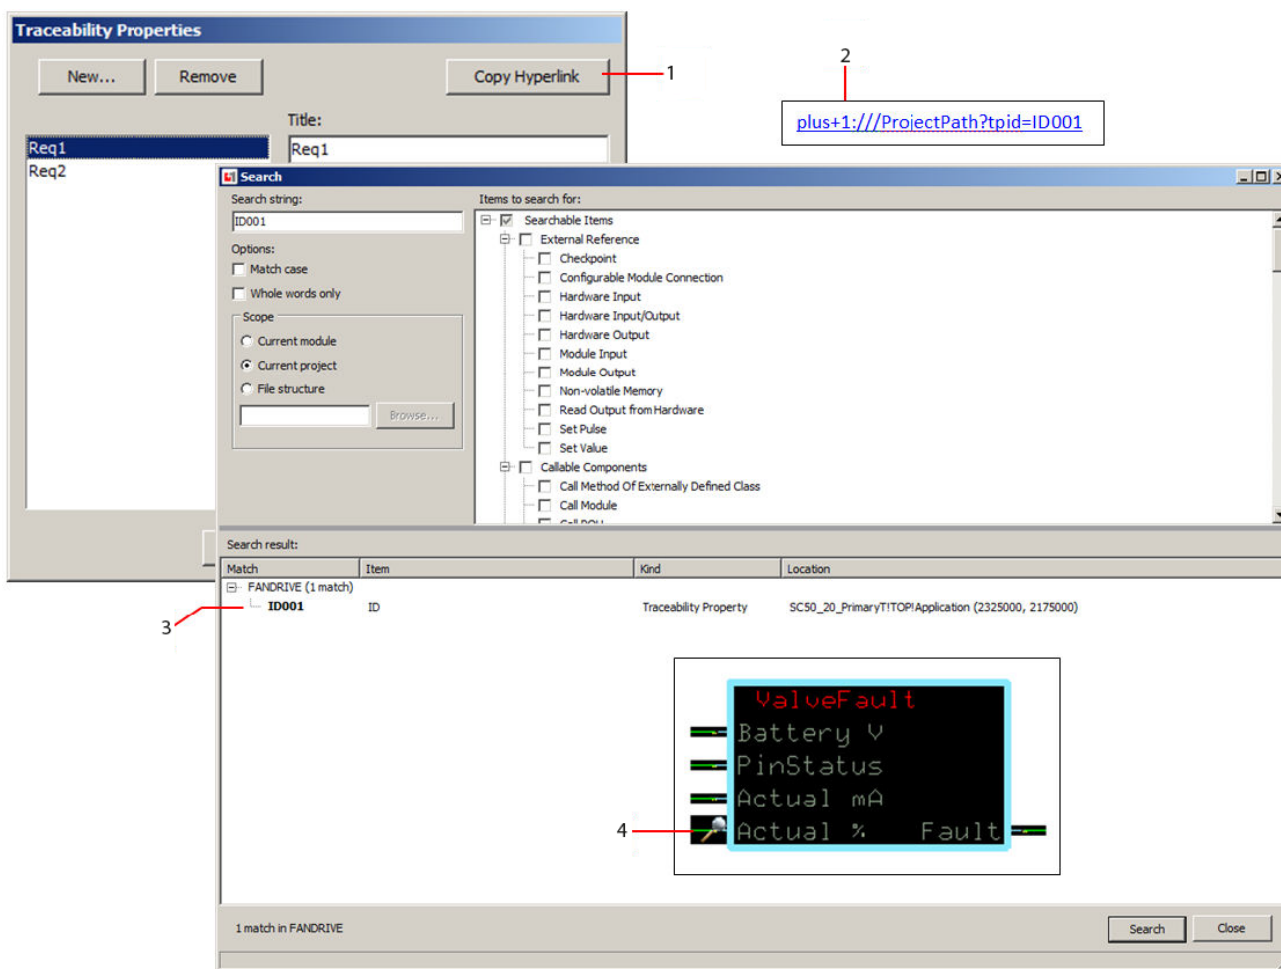 Traceability Properties
New...
Remove
Copy Hyperlink
1
2
plus+1:///ProjectPath?tpid=ID001
Title:
Req1
Req1
Req2
Search
Search string:
Items to search for:
ID001
Searchable Items
External Reference
Options:
Checkpoint
Match case
Configurable Module Connection
Whole words only
Hardware Input
Hardware Input/Output
Scope
Hardware Output
Current module
Module Input
Current project
Module Output
File structure
Non-volatile Memory
Browse...
Read Output from Hardware
Set Pulse
Set Value
Callable Components
Call Method Of Externally Defined Class
Call Module
Search result:
Match Item Kind Location
FANDRIVE (1 match)
ID001 ID Traceability Property SC50_20_PrimaryT!TOP!Application (2325000, 2175000)
3
ValveFault
Battery V
PinStatus
Actual mA
4
Actual % Fault
1 match in FANDRIVE
Search
Close